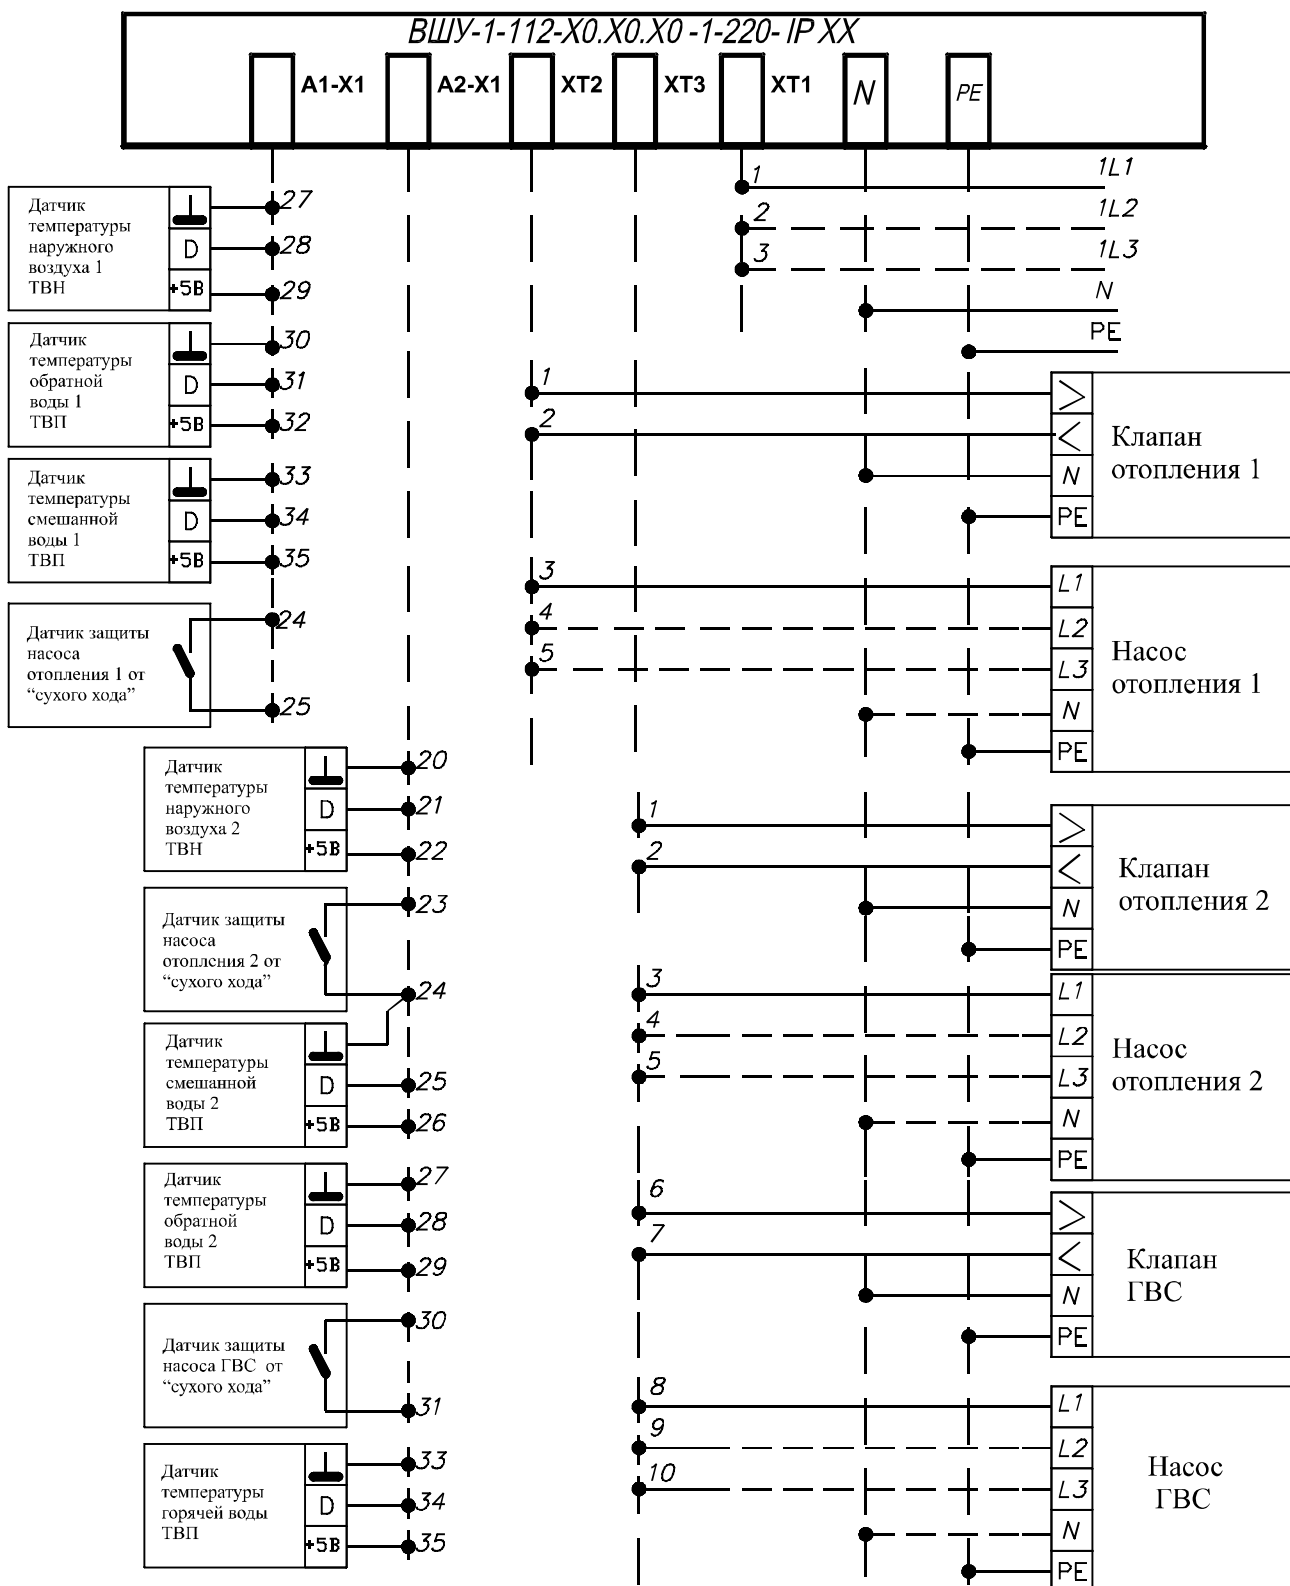 ВШУ-1-112-Х0.Х0.Х0 -1-220- IP XX
A1-X1
A2-X1
XT2
XT3
XT1
N
PE
1
1L1
2
1L2
3
1L3
N
PE
Датчик
температуры
наружного
воздуха 1
ТВН
D
+5В
27
28
29
Датчик
температуры
обратной
воды 1
ТВП
D
+5В
30
31
32
Датчик
температуры
смешанной
воды 1
ТВП
D
+5В
33
34
35
Датчик защиты
насоса
отопления 1 от
“сухого хода”
24
25
1
2
>
<
N
PE
Клапан
отопления 1
3
4
5
L1
L2
L3
N
PE
Насос
отопления 1
Датчик
температуры
наружного
воздуха 2
ТВН
D
+5В
20
21
22
Датчик защиты
насоса
отопления 2 от
“сухого хода”
23
24
Датчик
температуры
смешанной
воды 2
ТВП
D
+5В
25
26
Датчик
температуры
обратной
воды 2
ТВП
D
+5В
27
28
29
Датчик защиты
насоса ГВС от
“сухого хода”
30
31
Датчик
температуры
горячей воды
ТВП
D
+5В
33
34
35
1
2
>
<
N
PE
Клапан
отопления 2
3
4
5
L1
L2
L3
N
PE
Насос
отопления 2
6
7
>
<
N
PE
Клапан
ГВС
8
9
10
L1
L2
L3
N
PE
Насос
ГВС